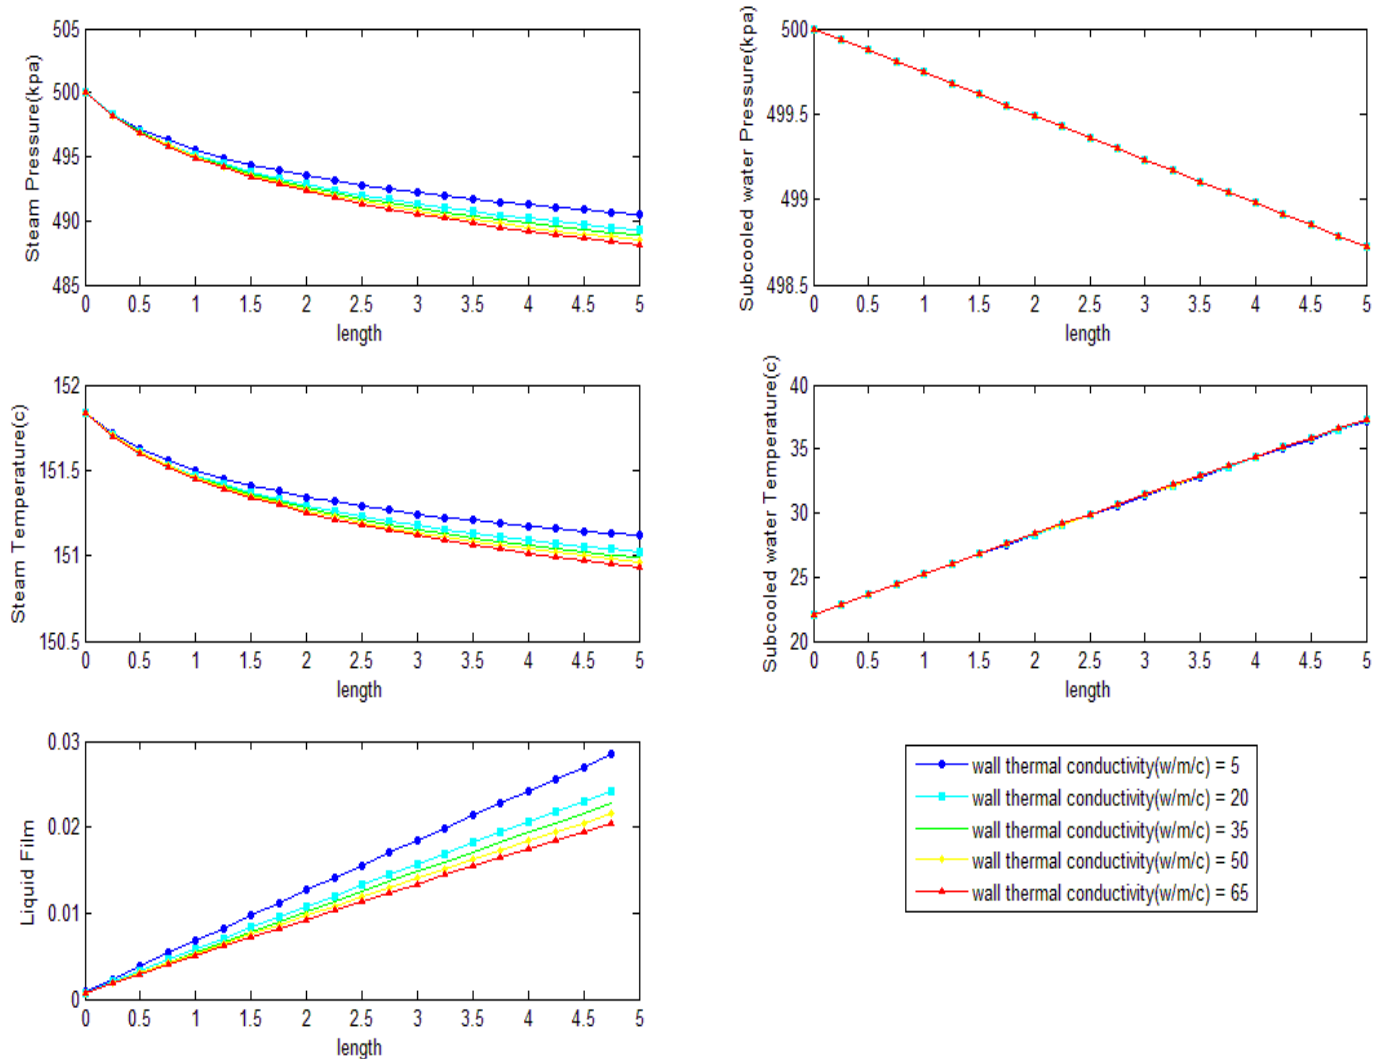 Steam Pressure(kpa)
505
500
495
490
485
0 0.5 1 1.5 2 2.5 3 3.5 4 4.5 5
length
Subcooled water Pressure(kpa)
500
499.5
499
498.5
0 0.5 1 1.5 2 2.5 3 3.5 4 4.5 5
length
Steam Temperature(c)
152
151.5
151
150.5
0 0.5 1 1.5 2 2.5 3 3.5 4 4.5 5
length
Subcooled water Temperature(c)
40
35
30
25
20
0 0.5 1 1.5 2 2.5 3 3.5 4 4.5 5
length
Liquid Film
0.03
0.02
0.01
0
0 0.5 1 1.5 2 2.5 3 3.5 4 4.5 5
length
wall thermal conductivity(w/m/c) = 5
wall thermal conductivity(w/m/c) = 20
wall thermal conductivity(w/m/c) = 35
wall thermal conductivity(w/m/c) = 50
wall thermal conductivity(w/m/c) = 65